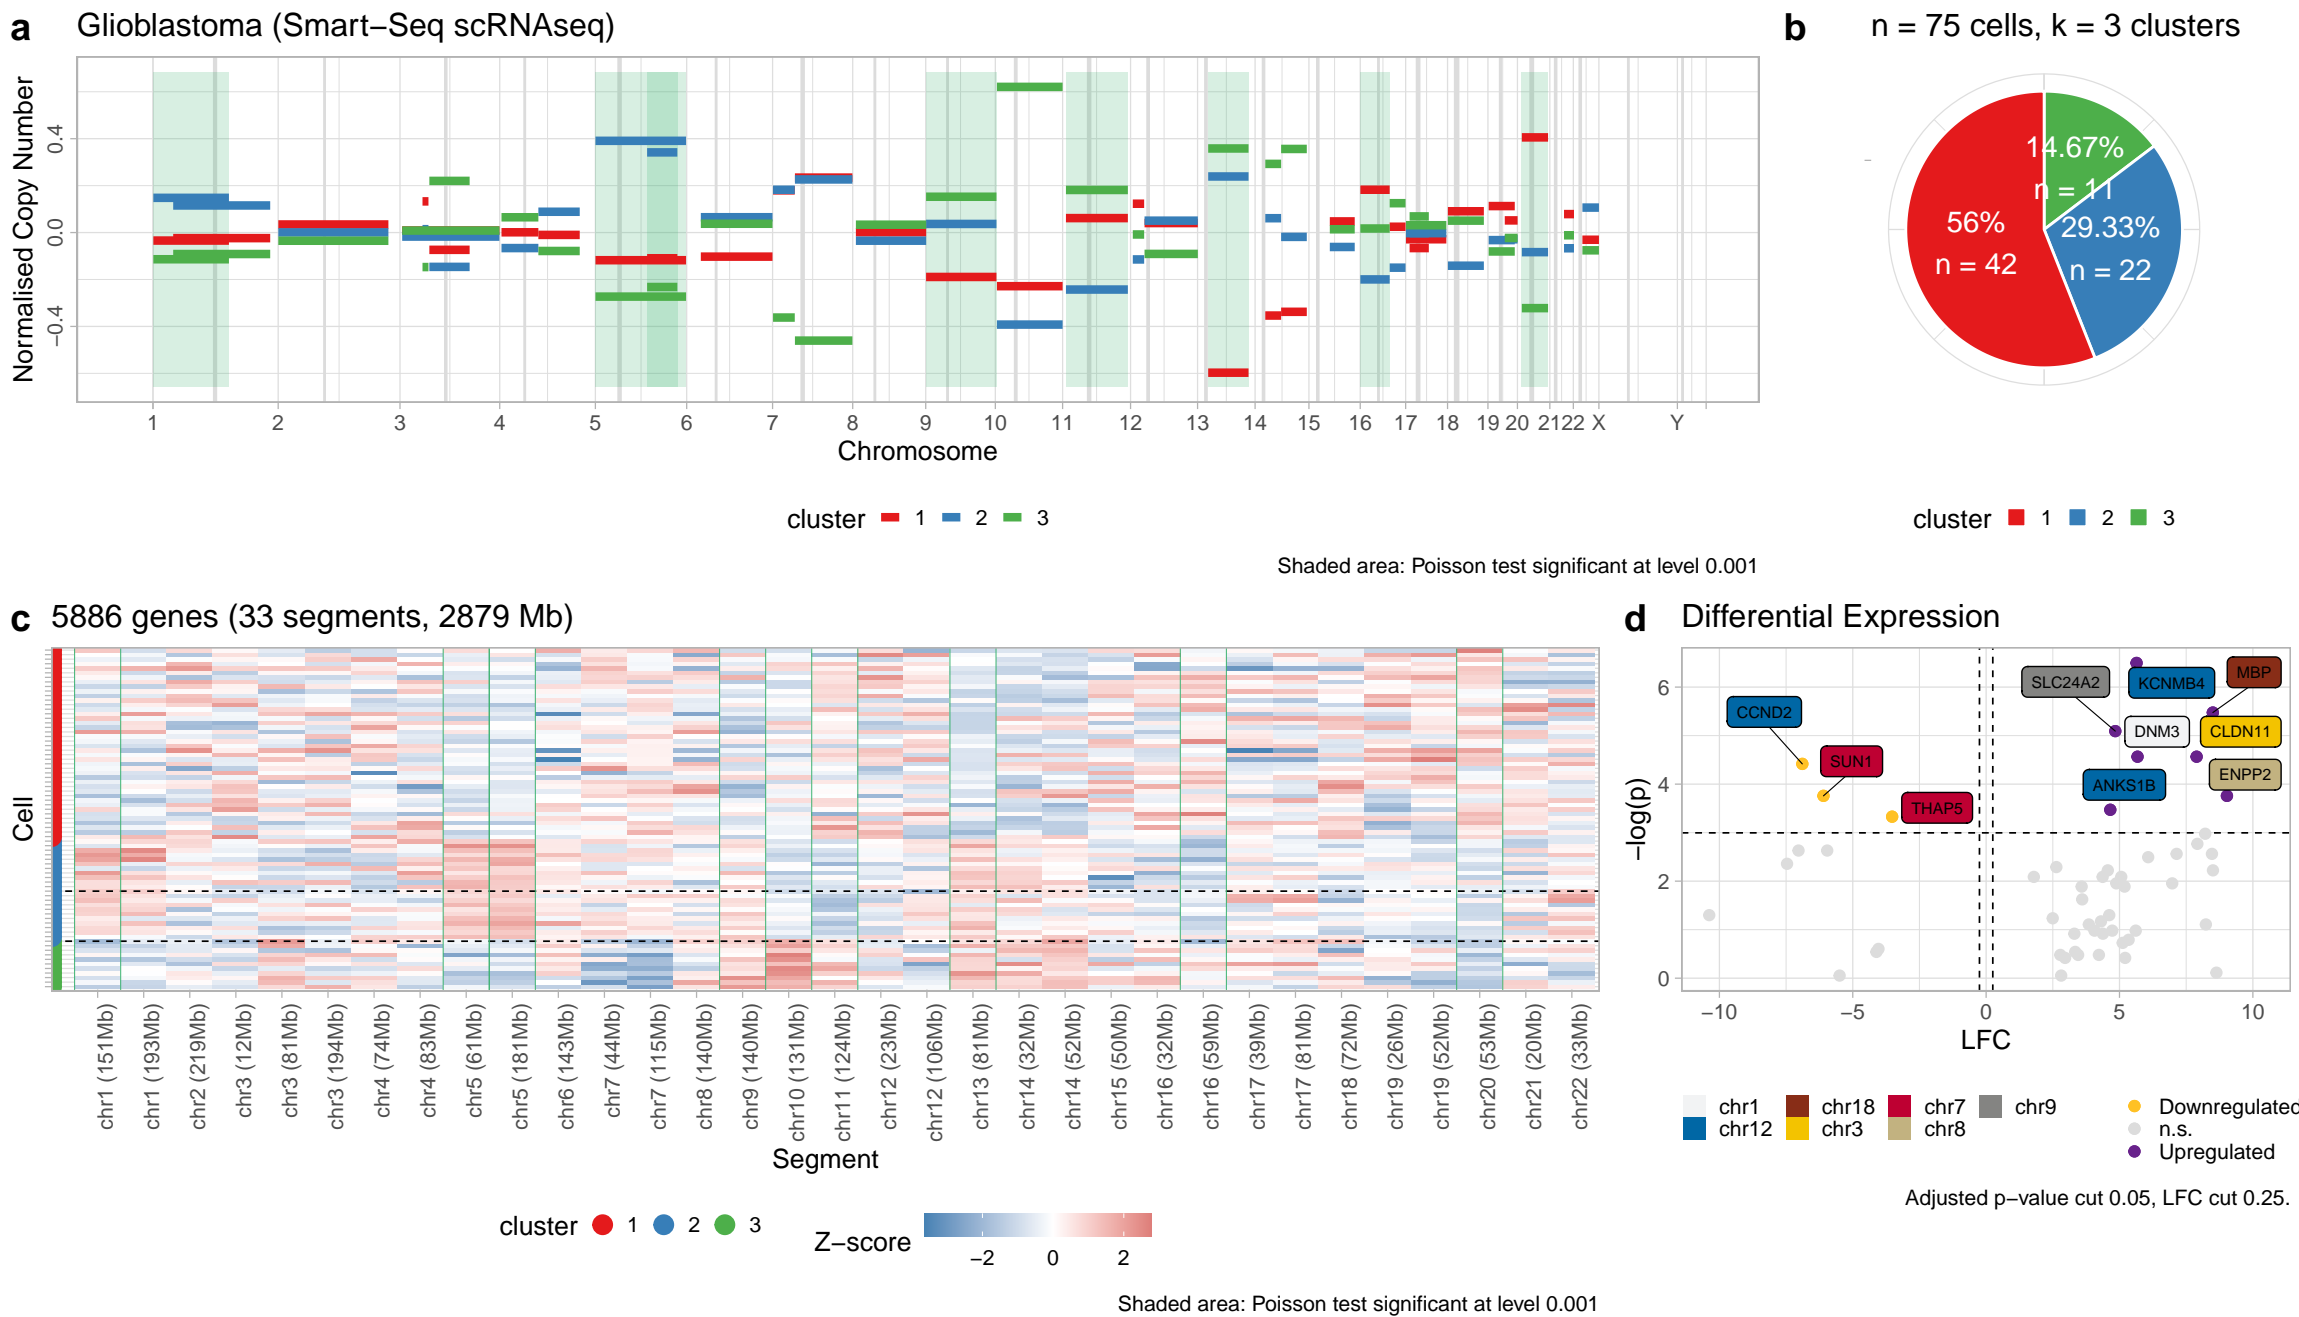 a Glioblastoma (Smart−Seq scRNAseq)
Normalised Copy Number
0.4
0.0
−0.4
1 2 3 4 5 6 7 8 9 10 11 12 13 14 15 16 17 18 19 20 21 22 X Y
Chromosome
cluster 1 2 3
Shaded area: Poisson test significant at level 0.001
b n = 75 cells, k = 3 clusters
14.67%
n = 11
56%
n = 42
29.33%
n = 22
cluster 1 2 3
c 5886 genes (33 segments, 2879 Mb)
Cell
chr1 (151Mb)
chr1 (193Mb)
chr2 (219Mb)
chr3 (12Mb)
chr3 (81Mb)
chr3 (194Mb)
chr4 (74Mb)
chr4 (83Mb)
chr5 (61Mb)
chr5 (181Mb)
chr6 (143Mb)
chr7 (44Mb)
chr7 (115Mb)
chr8 (140Mb)
chr9 (140Mb)
chr10 (131Mb)
chr11 (124Mb)
chr12 (23Mb)
chr12 (106Mb)
chr13 (81Mb)
chr14 (32Mb)
chr14 (52Mb)
chr15 (50Mb)
chr16 (32Mb)
chr16 (59Mb)
chr17 (39Mb)
chr17 (81Mb)
chr18 (72Mb)
chr19 (26Mb)
chr19 (52Mb)
chr20 (53Mb)
chr21 (20Mb)
chr22 (33Mb)
Segment
cluster 1 2 3
Z−score
−2 0 2
Shaded area: Poisson test significant at level 0.001
d Differential Expression
−log(p)
6
4
2
0
SLC24A2
KCNMB4
MBP
CCND2
DNM3
CLDN11
SUN1
ANKS1B
ENPP2
THAP5
−10 −5 0 5 10
LFC
chr1 chr18 chr7 chr9
chr12 chr3 chr8
Downregulated
n.s.
Upregulated
Adjusted p−value cut 0.05, LFC cut 0.25.